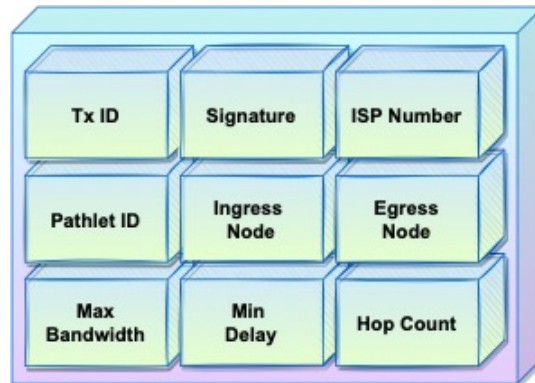 Tx ID
Signature
ISP Number
Pathlet ID
Ingress
Node
Egress
Node
Max
Bandwidth
Min
Delay
Hop Count